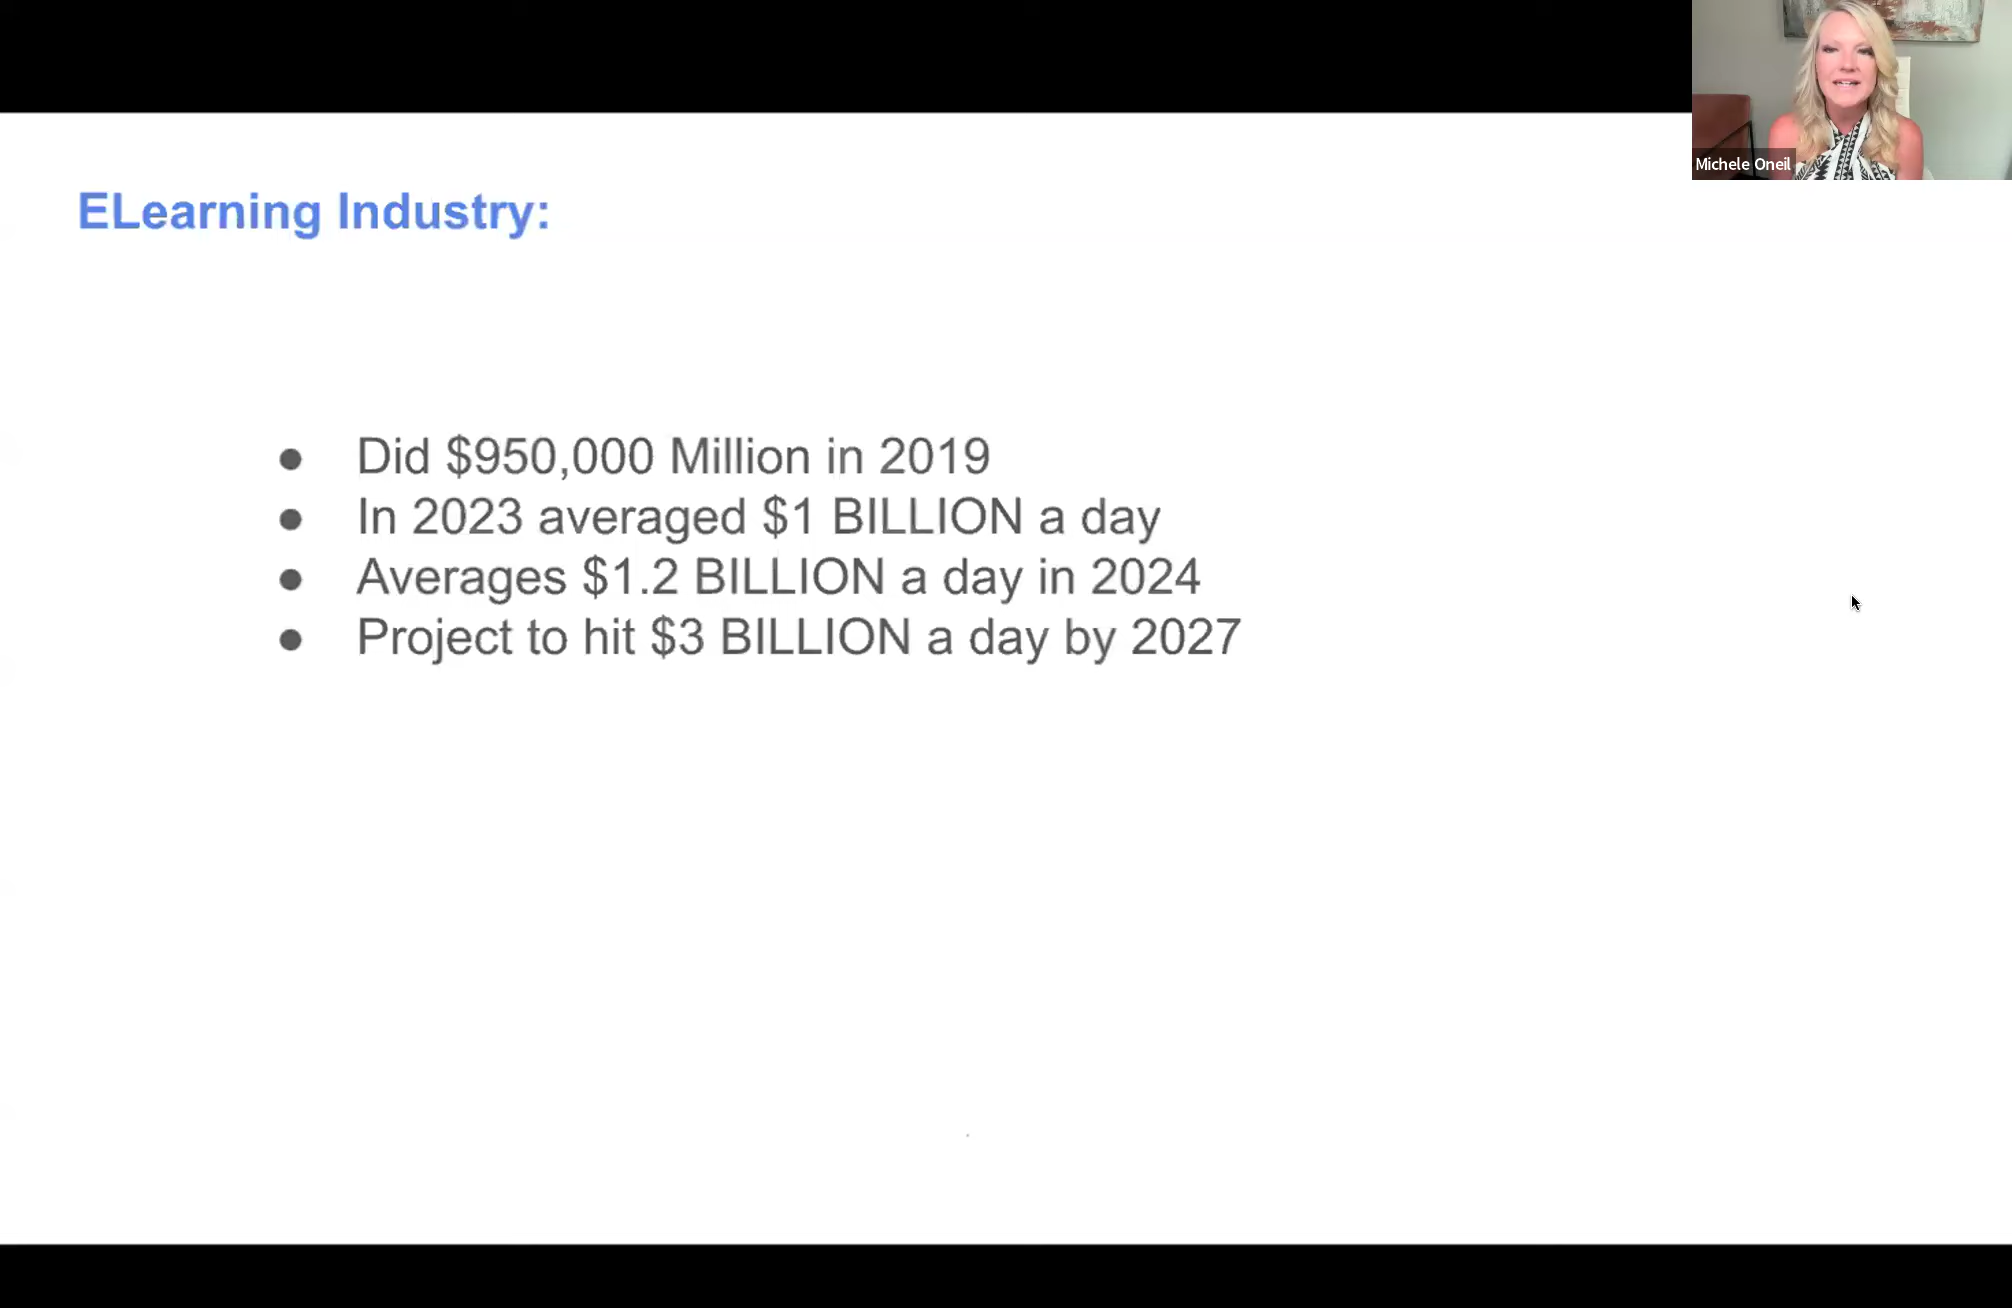 Michele Oneil
ELearning Industry:
● Did $950,000 Million in 2019
● In 2023 averaged $1 BILLION a day
● Averages $1.2 BILLION a day in 2024
● Project to hit $3 BILLION a day by 2027